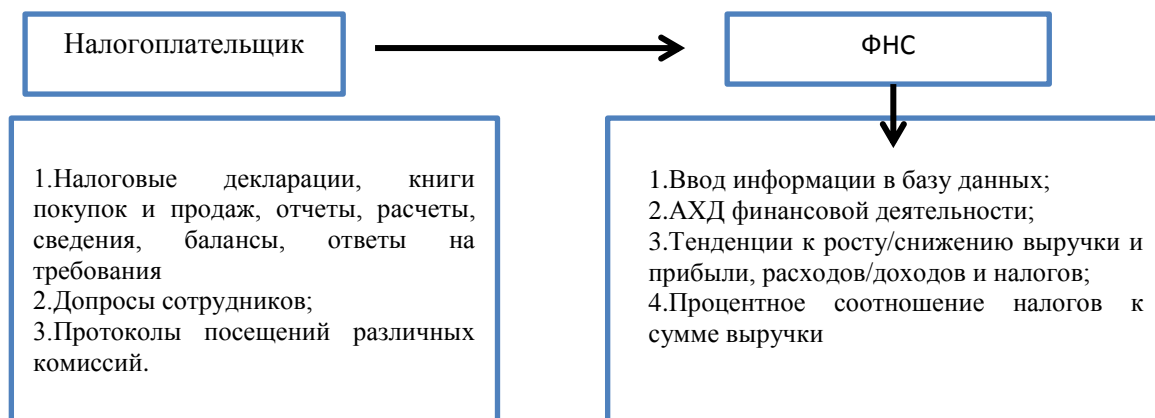 Налогоплательщик
ФНС
1.Налоговые декларации, книги
покупок и продаж, отчеты, расчеты,
сведения, балансы, ответы на
требования
2.Допросы сотрудников;
3.Протоколы посещений различных
комиссий.
1.Ввод информации в базу данных;
2.АХД финансовой деятельности;
3.Тенденции к росту/снижению выручки и
прибыли, расходов/доходов и налогов;
4.Процентное соотношение налогов к
сумме выручки